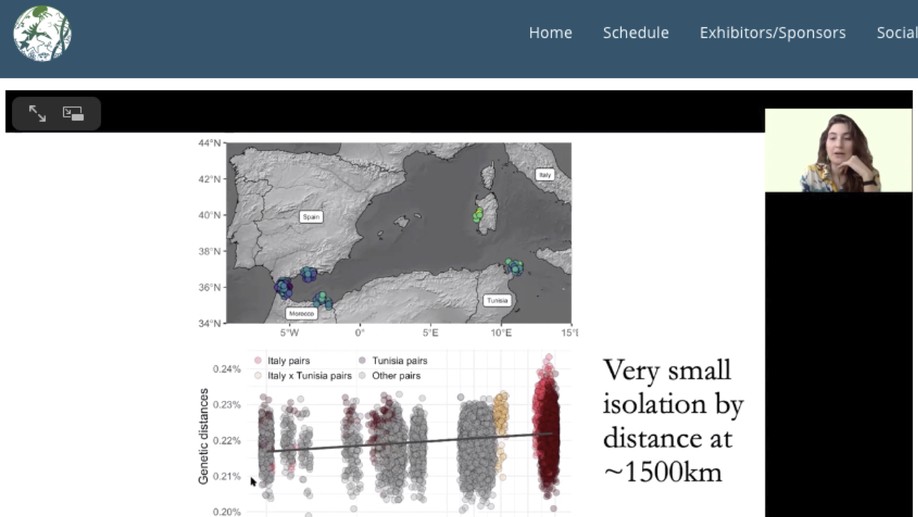 Home Schedule Exhibitors/Sponsors Social
44°N
42°N
40°N
38°N
36°N
34°N
Italy
Spain
Tunisia
Morocco
5°W 0° 5°E 10°E 15°
Italy pairs Tunisia pairs
Italy x Tunisia pairs Other pairs
Genetic distances
0.24%
0.23%
0.22%
0.21%
0.20%
Very small
isolation by
distance at
~1500km